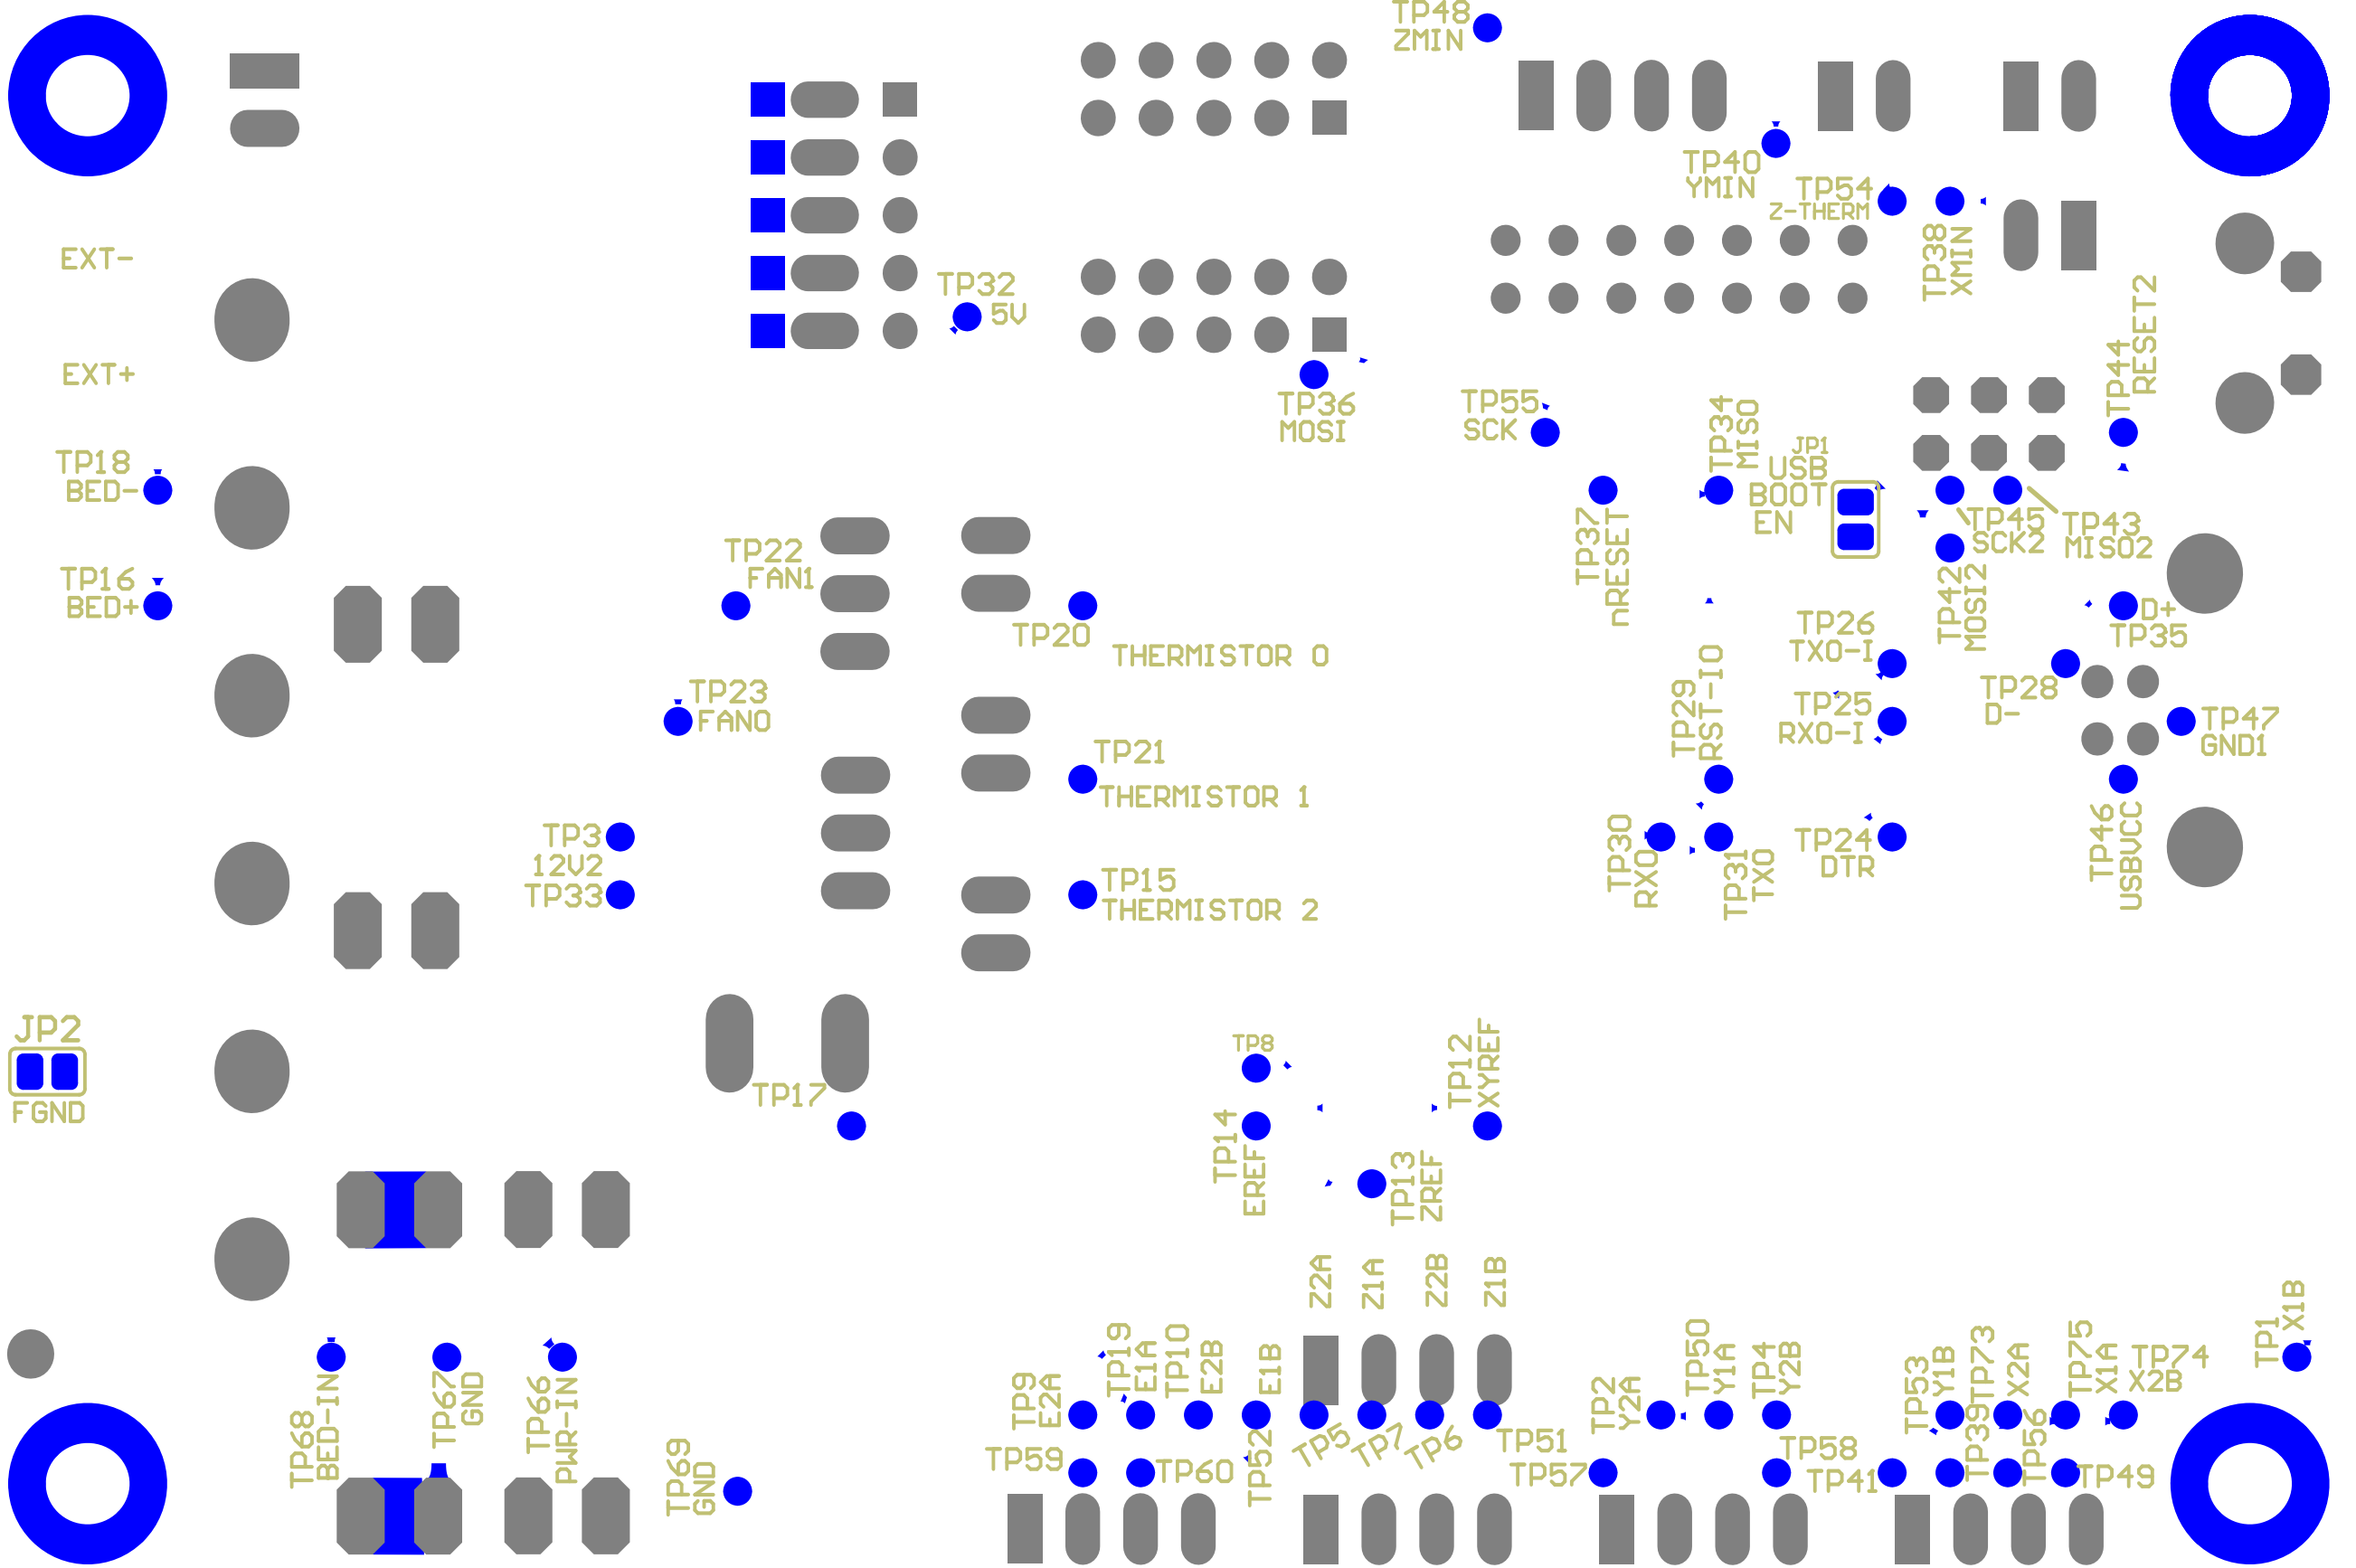 TP48
ZMIN
TP40
YMIN
TP54
Z-THERM
TP38
XMIN
EXT-
TP32
5V
TP44
RESET2
EXT+
TP36
MOSI
TP55
SCK
TP34
MISO
JP1
USB
BOOT
EN
TP18
BED-
TP37
nRESET
TP45
SCK2
TP43
MISO2
TP22
FAN1
TP16
BED+
TP42
MOSI2
D+
TP35
TP20
THERMISTOR 0
TP26
TX0-I
TP23
FAN0
TP29
RST-IO
TP25
RX0-I
TP28
D-
TP47
GND1
TP21
THERMISTOR 1
TP3
12V2
TP33
TP30
RX0
TP31
TX0
TP24
DTR
TP46
USBVCC
TP15
THERMISTOR 2
JP2
FGND
TP17
TP8
TP12
XYREF
TP14
EREF
TP13
ZREF
Z2A
Z1A
Z2B
Z1B
TP1
X1B
TP19
E1A
TP10
E2B
E1B
TP9
E2A
TP50
Y1A
TP4
Y2B
TP2
Y2A
TP53
Y1B
TP73
X2A
TP75
X1A
TP74
X2B
TP68
BED-IN
TP67
GND
TP66
PWR-IN
TP69
GND
TP59
TP60
TP52
TP5
TP7
TP6
TP51
TP57
TP58
TP41
TP39
TP56
TP49